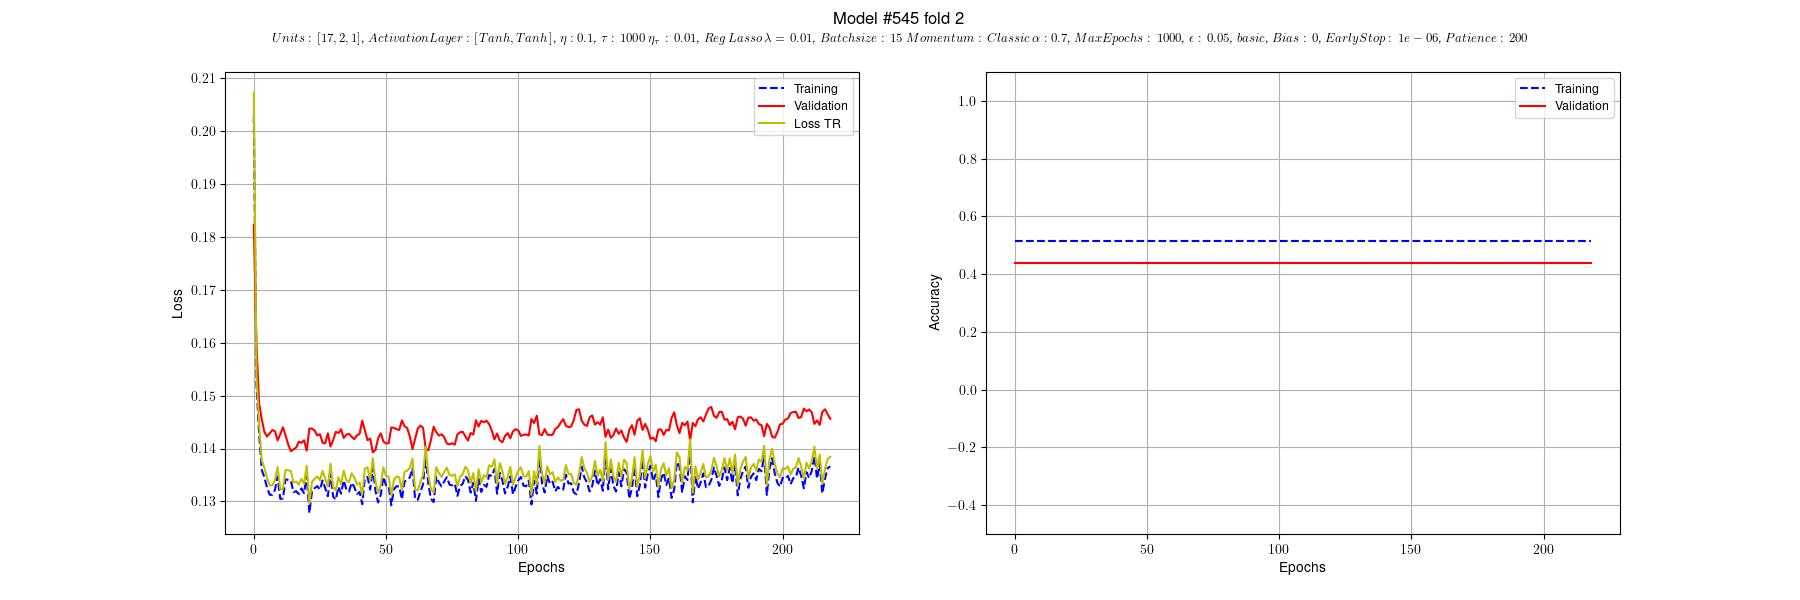 Model #545 fold 2
Units : [17, 2, 1], ActivationLayer : [Tanh, Tanh], η : 0.1, τ : 1000 ητ : 0.01, Reg Lasso λ = 0.01, Batchsize : 15 Momentum : Classic α : 0.7, MaxEpochs : 1000, ϵ : 0.05, basic, Bias : 0, EarlyStop : 1e − 06, Patience : 200
Loss
0.21
0.20
0.19
0.18
0.17
0.16
0.15
0.14
0.13
0
50
100
150
200
Epochs
Training
Validation
Loss TR
Accuracy
1.0
0.8
0.6
0.4
0.2
0.0
−0.2
−0.4
0
50
100
150
200
Epochs
Training
Validation